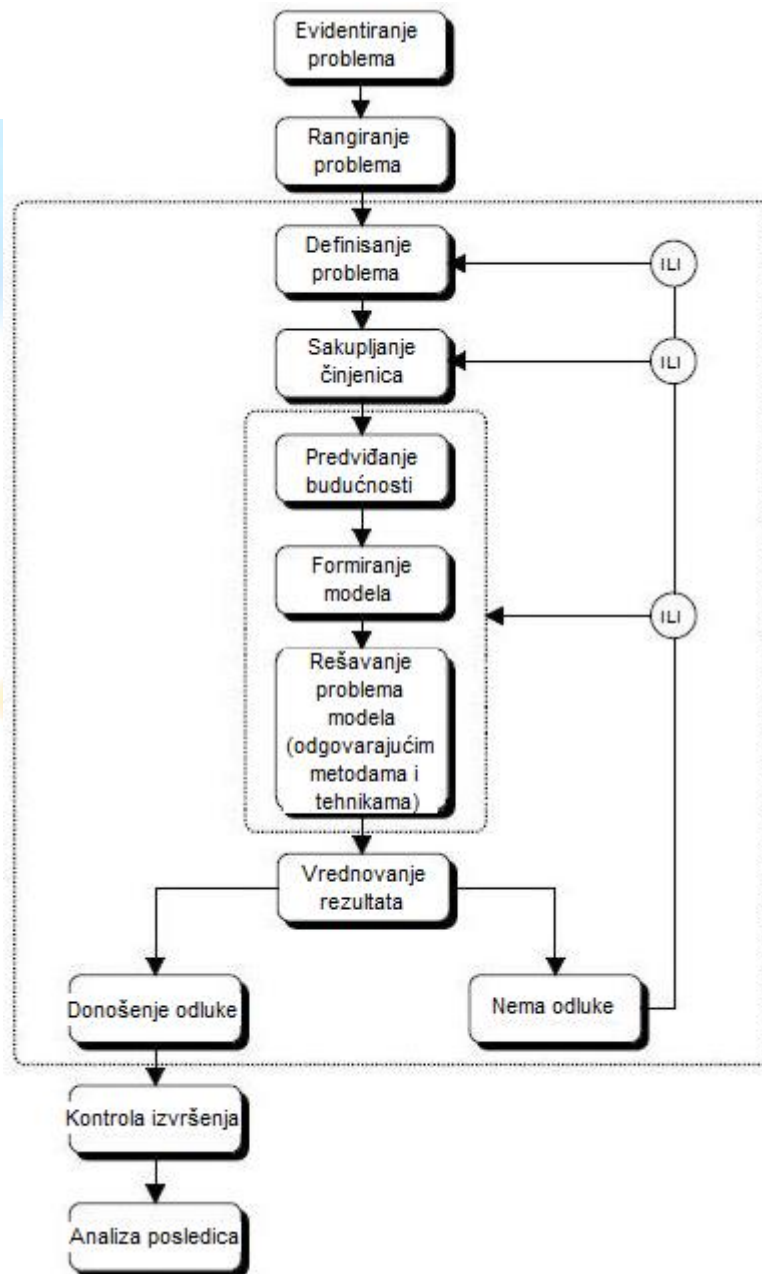 Evidentiranje
problema
Rangiranje
problema
Definisanje
problema
ILI
Sakupljanje
činjenica
ILI
Predviđanje
budućnosti
Formiranje
modela
ILI
Rešavanje
problema
modela
(odgovarajućim
metodama i
tehnikama)
Vrednovanje
rezultata
Donošenje odluke
Nema odluke
Kontrola izvršenja
Analiza posledica